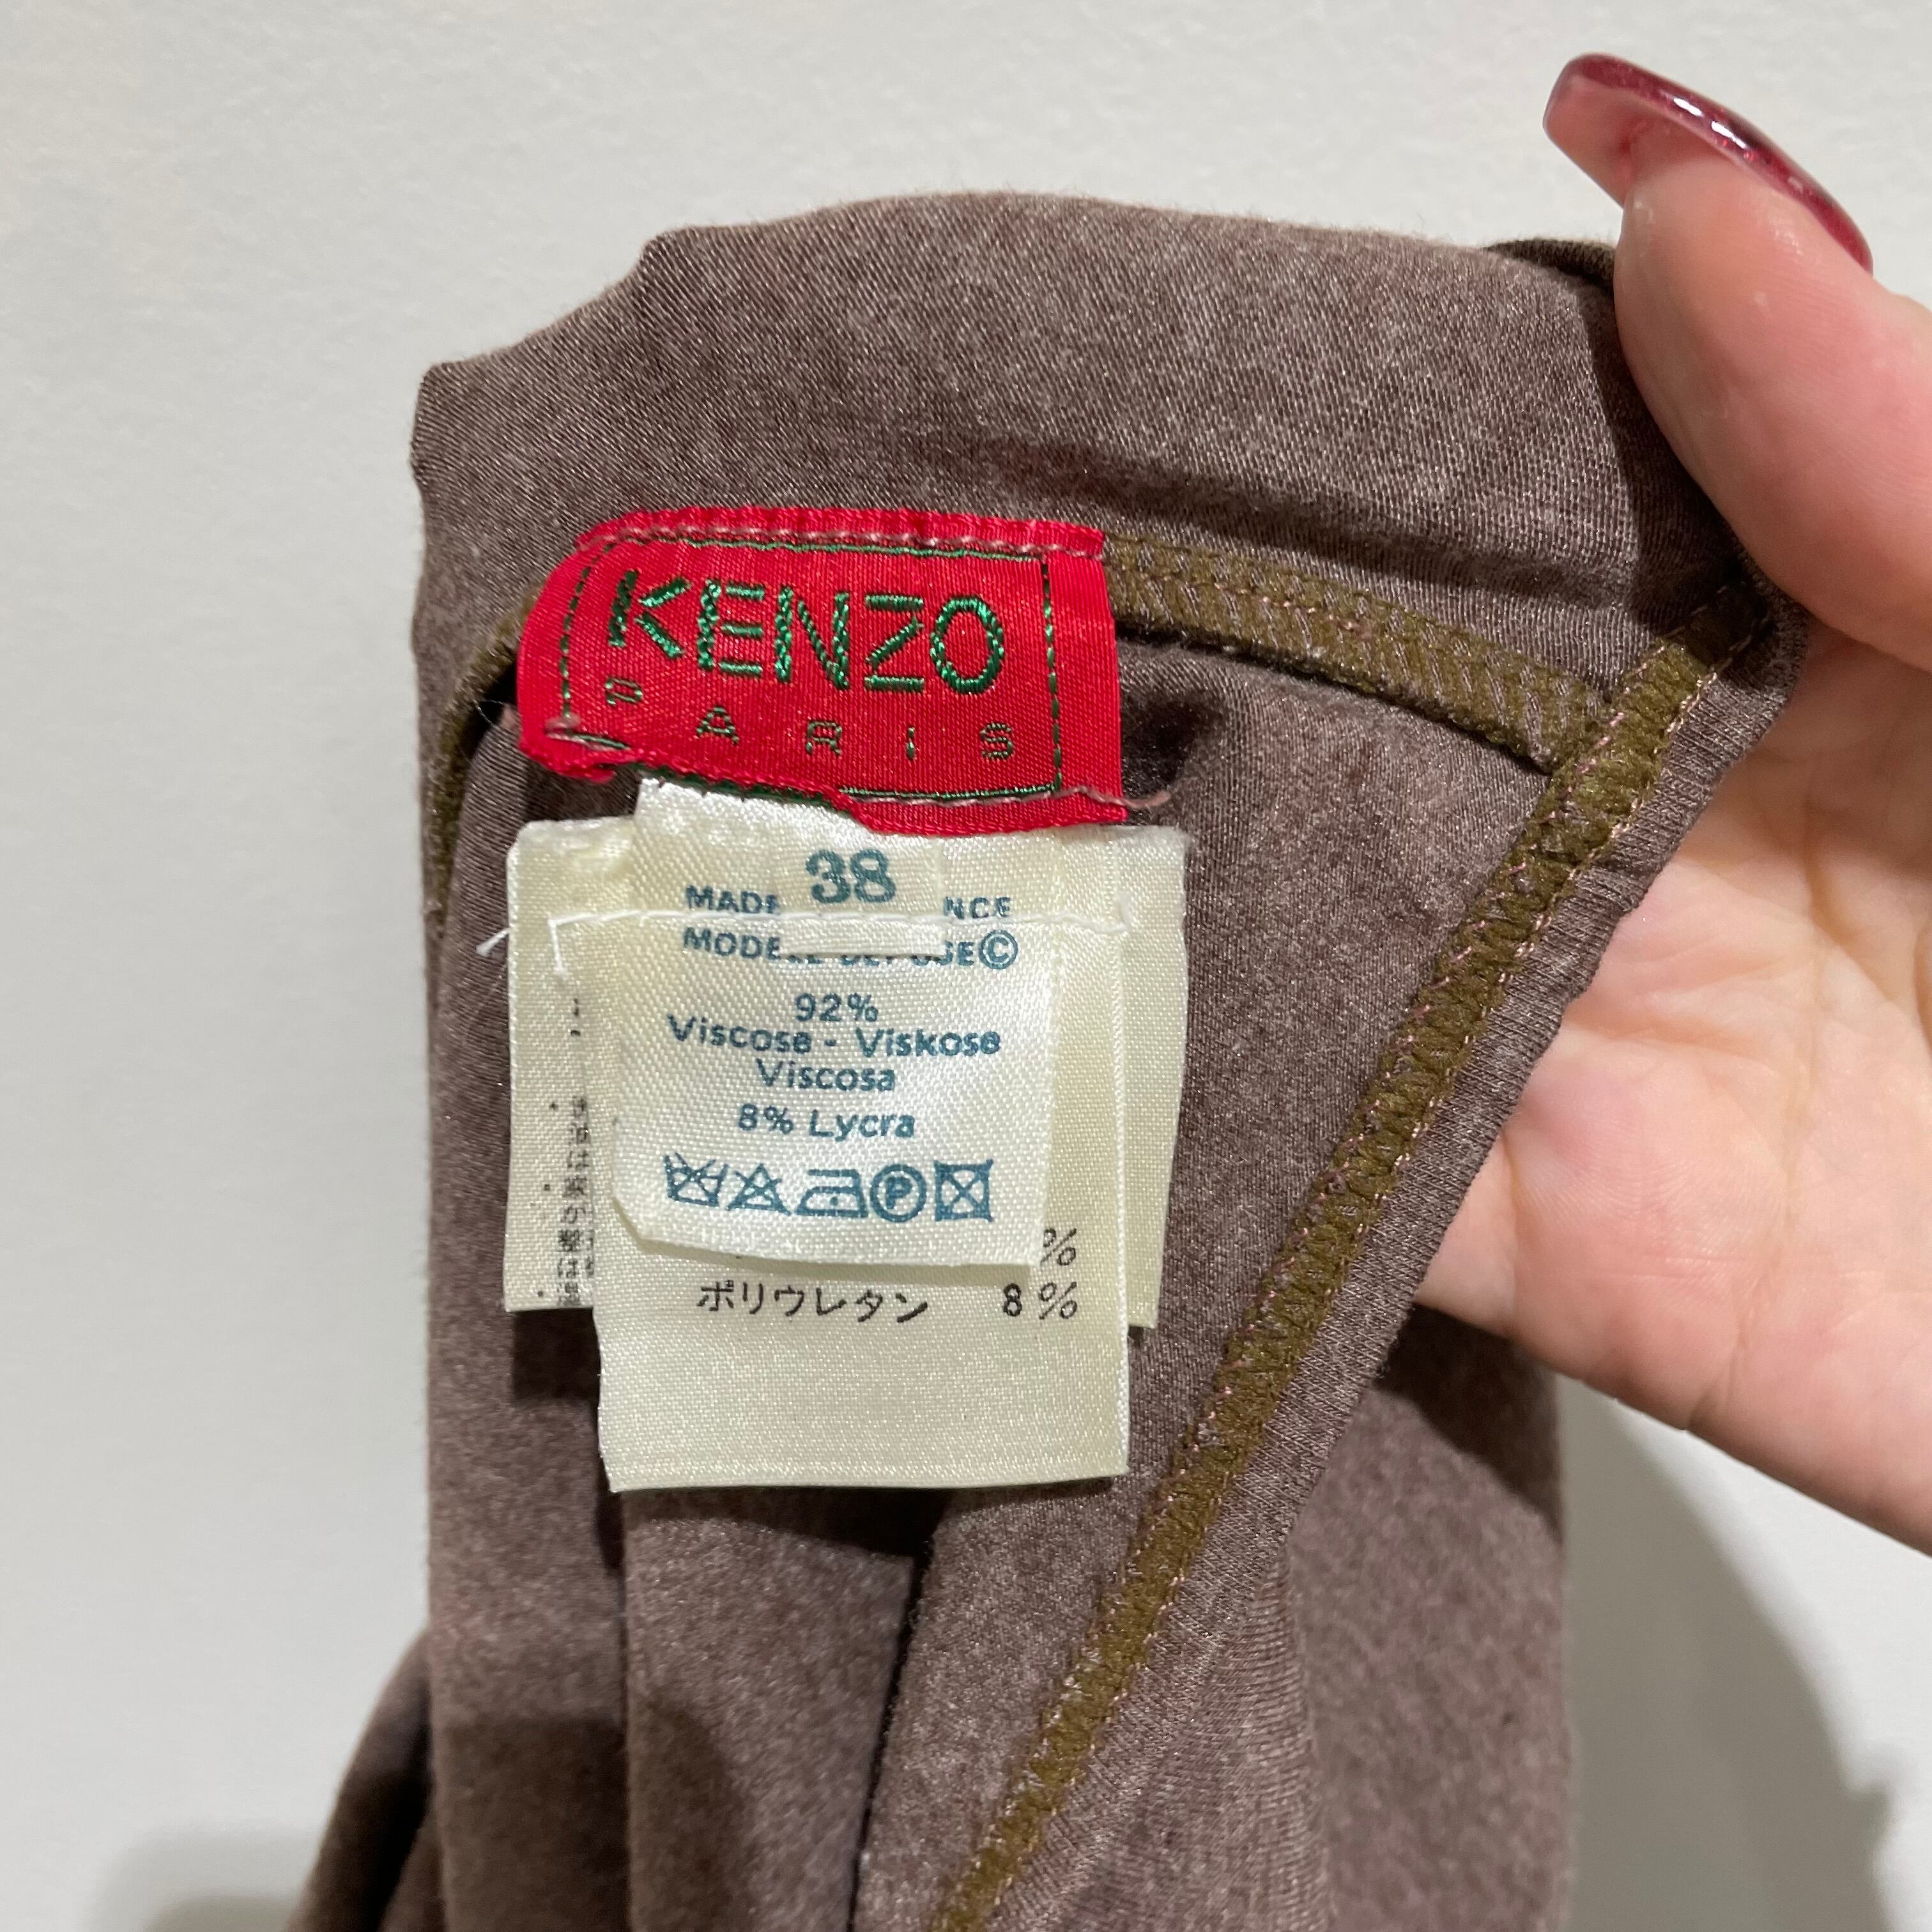 KENZO
PARIS
38
MADE NCE
MODE
©
92%
Viscose - Viskose
Viscosa
8% Lycra
P
%
ポリウレタン 8%